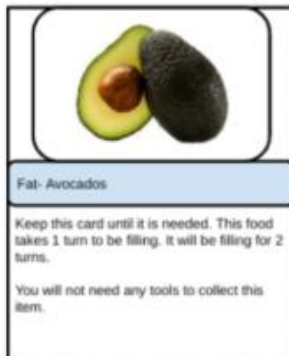 Fat- Avocados
Keep this card until it is needed. This food
takes 1 turn to be filling. It will be filling for 2
turns.
You will not need any tools to collect this
item.